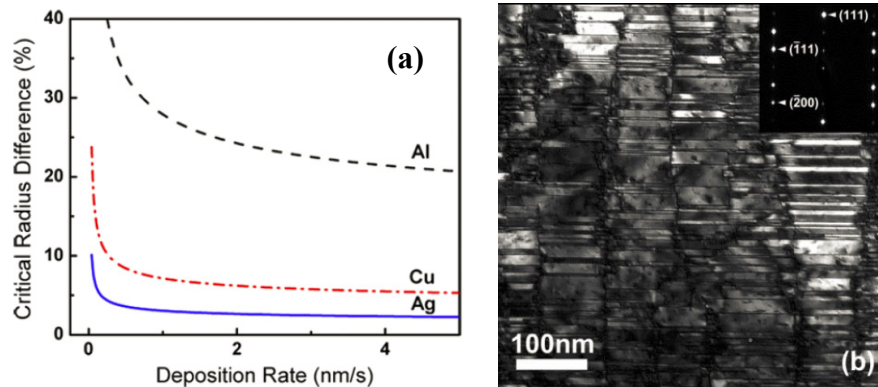 Critical Radius Difference (%)
40
30
20
10
0
(a)
Al
Cu
Ag
0
2
4
Deposition Rate (nm/s)
(111)
(1̄11)
(2̄00)
100nm
(b)